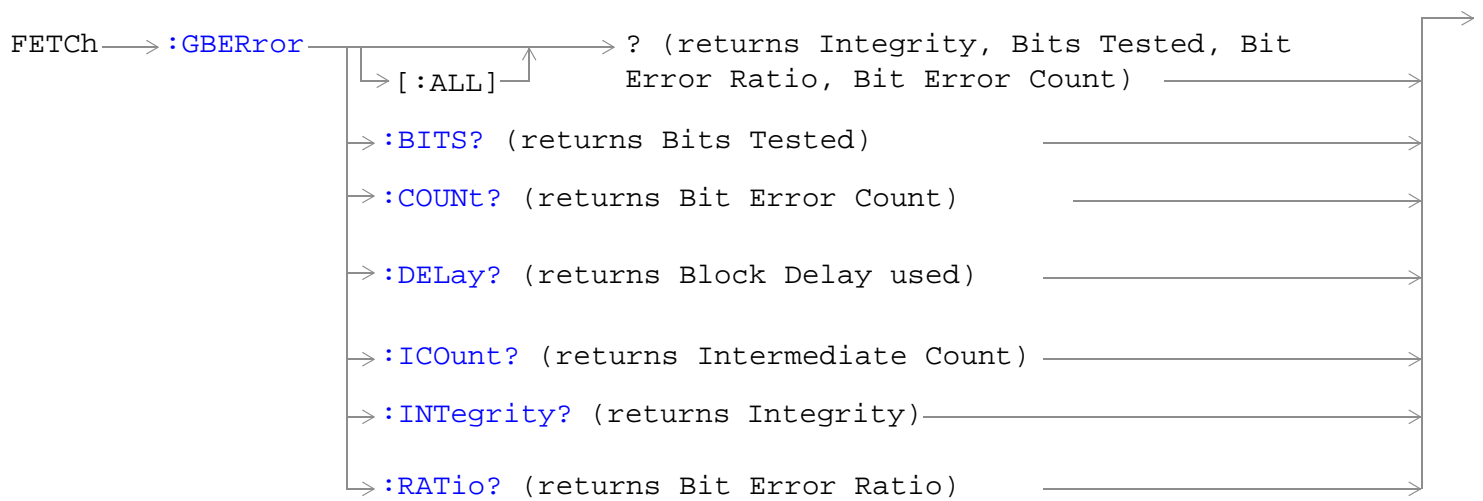 FETCh :GBERror ? (returns Integrity, Bits Tested, Bit
[:ALL] Error Ratio, Bit Error Count)
:BITS? (returns Bits Tested)
:COUNt? (returns Bit Error Count)
:DELay? (returns Block Delay used)
:ICOunt? (returns Intermediate Count)
:INTegrity? (returns Integrity)
:RATio? (returns Bit Error Ratio)